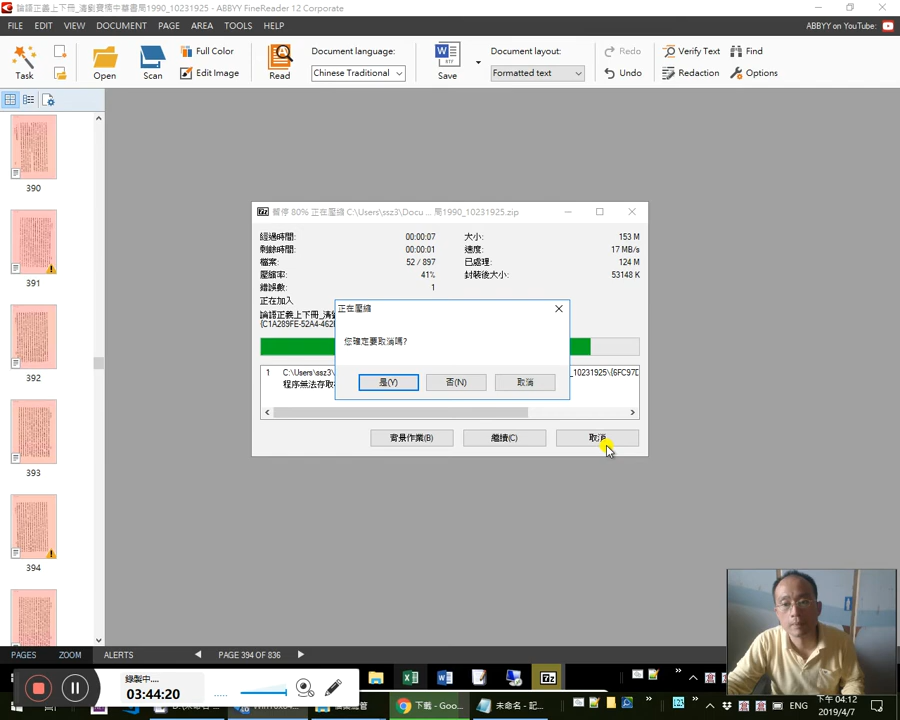 論語正義上下冊_清劉寶楠中華書局1990_10231925 - ABBYY FineReader 12 Corporate
FILE EDIT VIEW DOCUMENT PAGE AREA TOOLS HELP
ABBYY on YouTube:
Task
Open
Scan
Full Color
Edit Image
Read
Document language:
Chinese Traditional
Save
Document layout:
Formatted text
Redo
Undo
Verify Text
Redaction
Find
Options
390
391
392
393
394
暫停 80% 正在壓縮 C:\Users\ssz3\Docu ... 局1990_10231925.zip
經過時間: 00:00:07
剩餘時間: 00:00:01
檔案: 52 / 897
壓縮率: 41%
錯誤數: 1
大小: 153 M
速度: 17 MB/s
已處理: 124 M
封裝後大小: 53148 K
正在加入
論語正義上下冊_清劉寶
{C1A289FE-52A4-462
正在壓縮
您確定要取消嗎?
是(Y)
否(N)
取消
1 C:\Users\ssz3\
_10231925\{6FC97D
程序無法存取
背景作業(B)
繼續(C)
取消
PAGES ZOOM ALERTS
PAGE 394 OF 836
錄製中....
03:44:20
7z
下載 - Goo...
未命名 - 記...
ENG
下午 04:12
2019/4/7